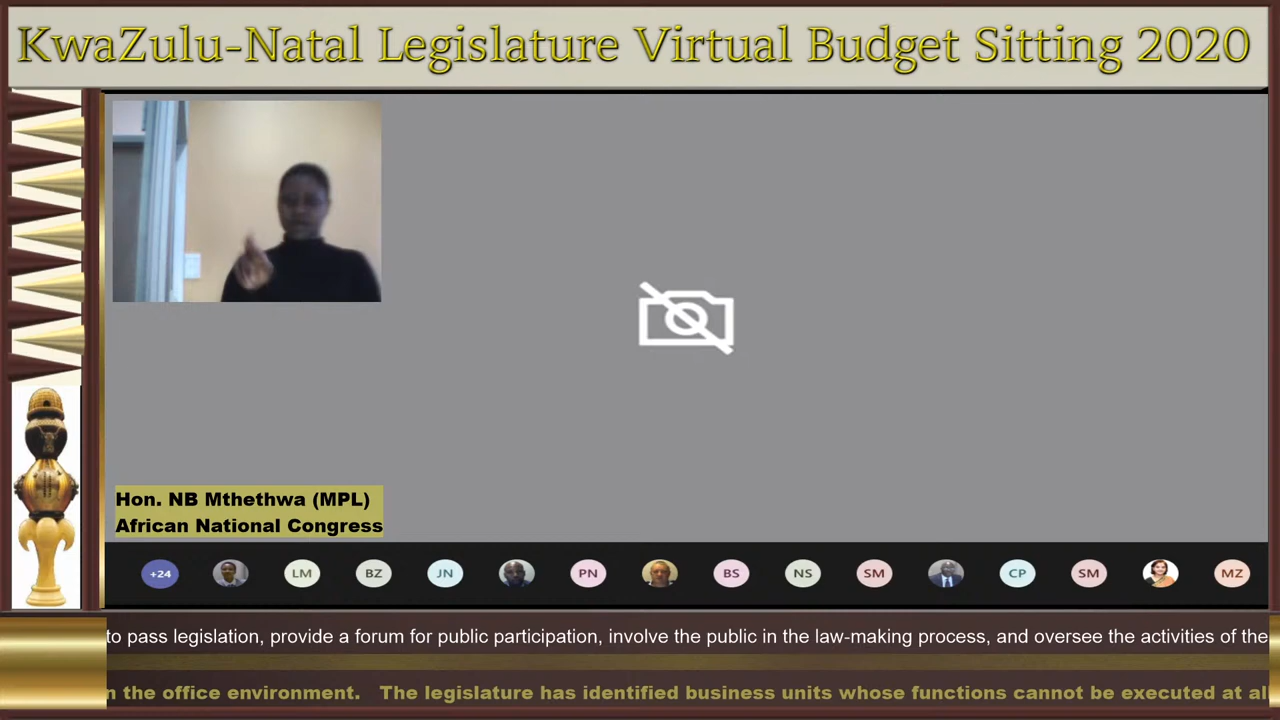 KwaZulu-Natal Legislature Virtual Budget Sitting 2020
Hon. NB Mthethwa (MPL)
African National Congress
+24 LM BZ JN PN BS NS SM CP SM MZ
to pass legislation, provide a forum for public participation, involve the public in the law-making process, and oversee the activities of the
the office environment. The legislature has identified business units whose functions cannot be executed at